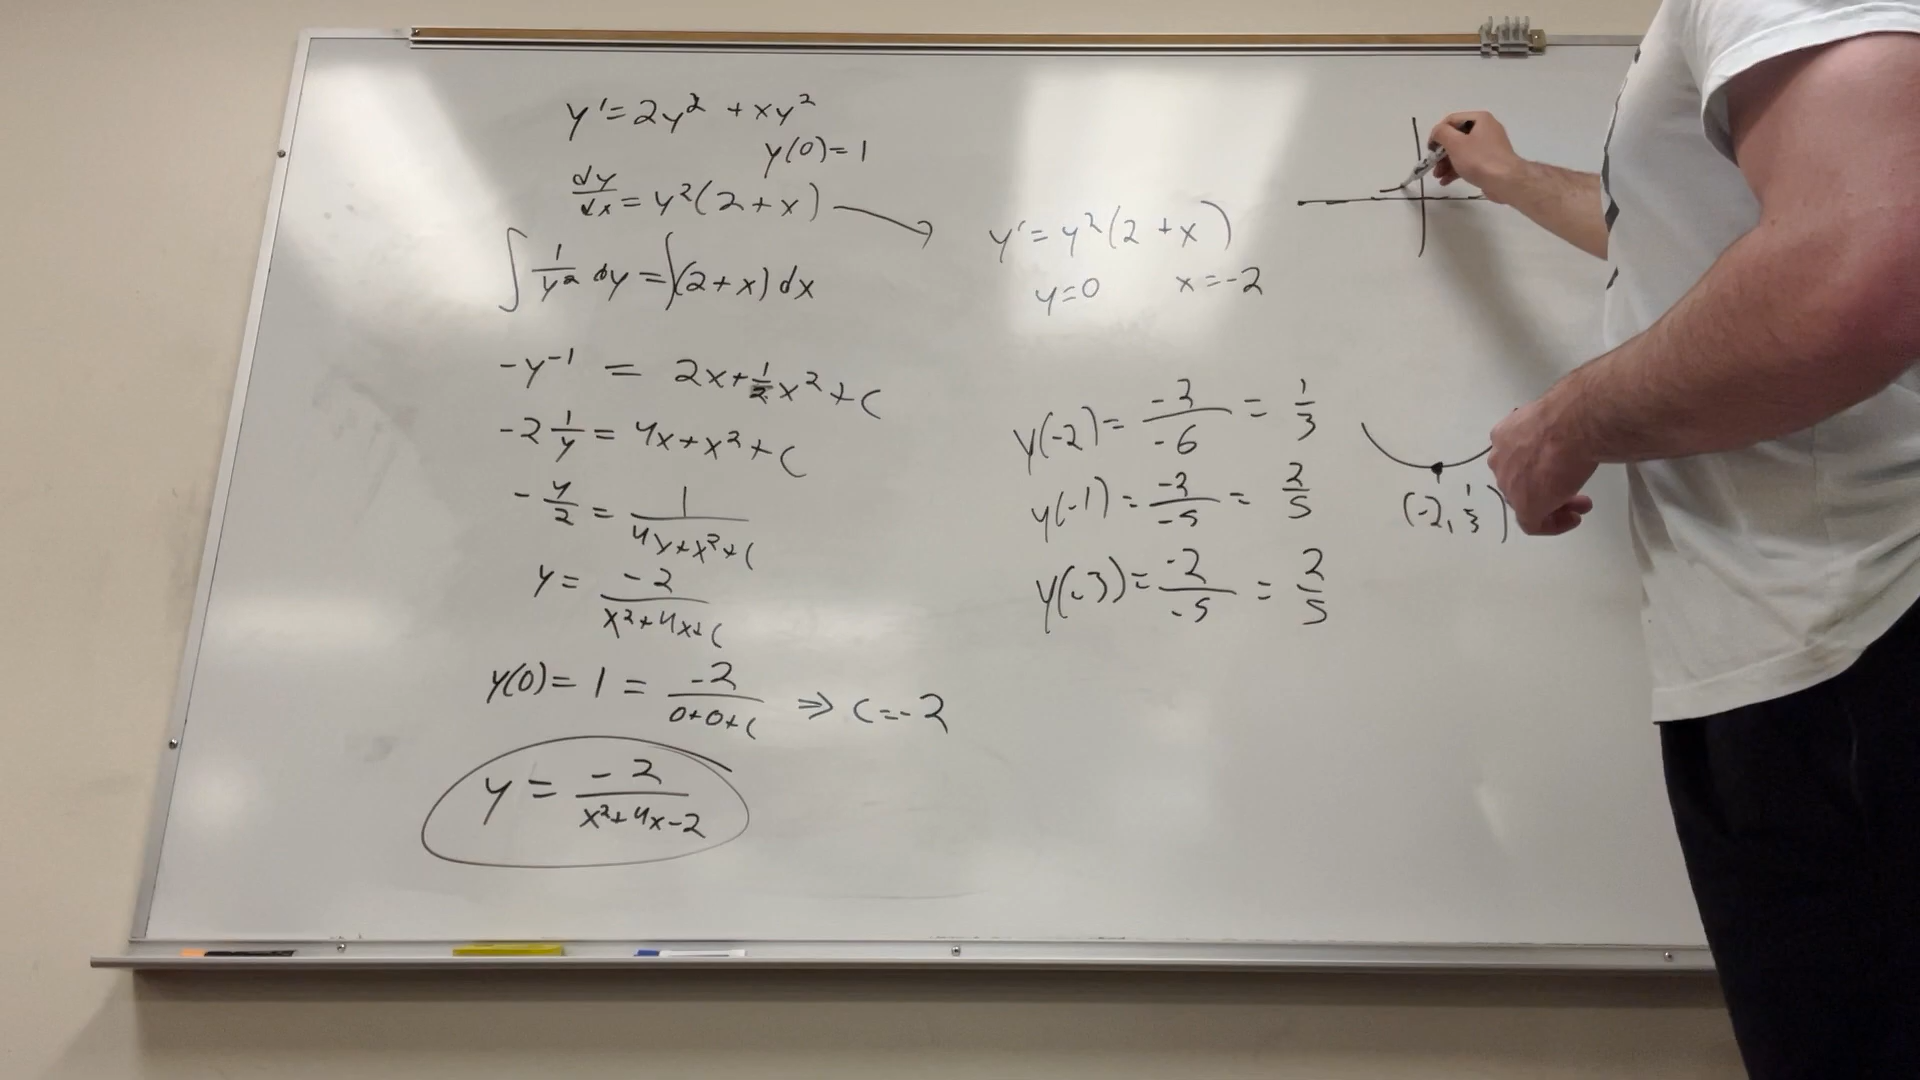 y' = 2y² + xy²
y(0) = 1
dy/dx = y²(2 + x) →
∫ 1/y² dy = ∫(2 + x) dx
-y⁻¹ = 2x + 1/2 x² + C
-2 1/y = 4x + x² + C
-y/2 = 1/(4x + x² + C)
y = -2/(x² + 4x + C)
y(0) = 1 = -2/(0 + 0 + C) ⇒ C = -2
y = -2/(x² + 4x - 2)
y' = y²(2 + x)
y = 0 x = -2
y(-2) = -2/-6 = 1/3
y(-1) = -2/-5 = 2/5
y(-3) = -2/-5 = 2/5
(-2, 1/3)